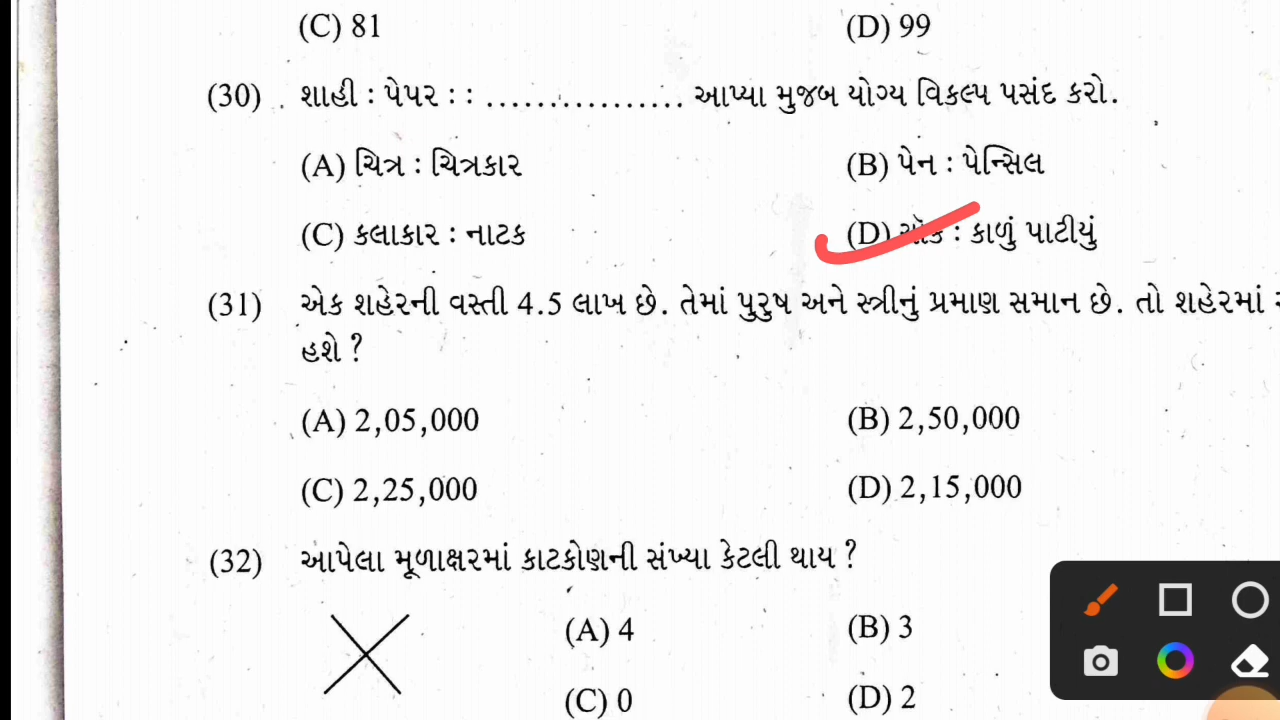 (C) 81 (D) 99
(30) શાહી : પેપર : : ................ આપ્યા મુજબ યોગ્ય વિકલ્પ પસંદ કરો.
(A) ચિત્ર : ચિત્રકાર (B) પેન : પેન્સિલ
(C) કલાકાર : નાટક (D) ચૉક : કાળું પાટીયું
(31) એક શહેરની વસ્તી 4.5 લાખ છે. તેમાં પુરુષ અને સ્ત્રીનું પ્રમાણ સમાન છે. તો શહેરમાં
હશે ?
(A) 2,05,000 (B) 2,50,000
(C) 2,25,000 (D) 2,15,000
(32) આપેલા મૂળાક્ષરમાં કાટકોણની સંખ્યા કેટલી થાય ?
(A) 4 (B) 3
(C) 0 (D) 2